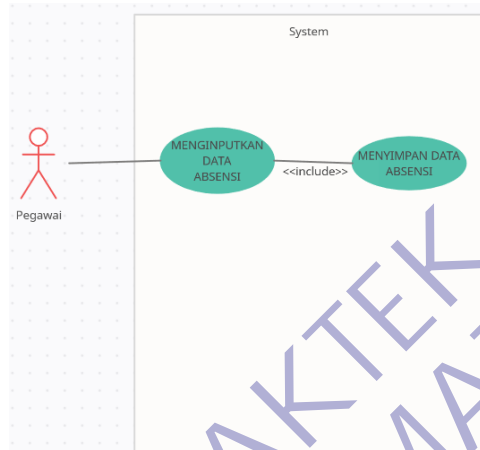 System
MENGINPUTKAN
DATA
ABSENSI
MENYIMPAN DATA
ABSENSI
<<include>>
Pegawai